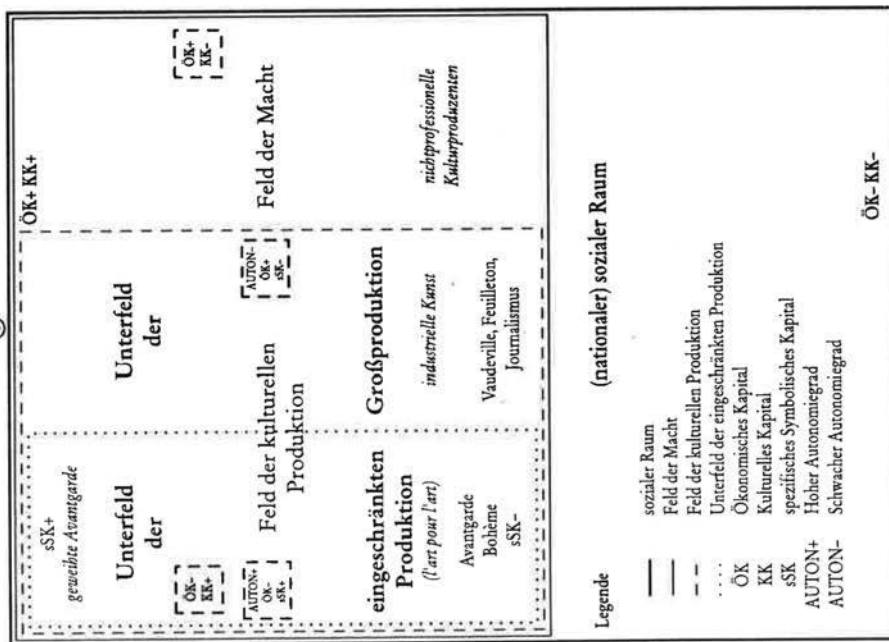 ÖK+ KK+
sSK+
geweihte Avantgarde
Unterfeld
der
Unterfeld
der
ÖK+
KK–
ÖK–
KK+
AUTON+
ÖK–
sSK+
Feld der kulturellen
Produktion
AUTON–
ÖK+
sSK–
Feld der Macht
eingeschränkten
Produktion
(l'art pour l'art)
Großproduktion
industrielle Kunst
nichtprofessionelle
Kulturproduzenten
Avantgarde
Bohème
sSK–
Vaudeville, Feuilleton,
Journalismus
(nationaler) sozialer Raum
Legende
sozialer Raum
Feld der Macht
Feld der kulturellen Produktion
Unterfeld der eingeschränkten Produktion
ÖK Ökonomisches Kapital
KK Kulturelles Kapital
sSK spezifisches Symbolisches Kapital
AUTON+ Hoher Autonomiegrad
AUTON– Schwacher Autonomiegrad
ÖK– KK–